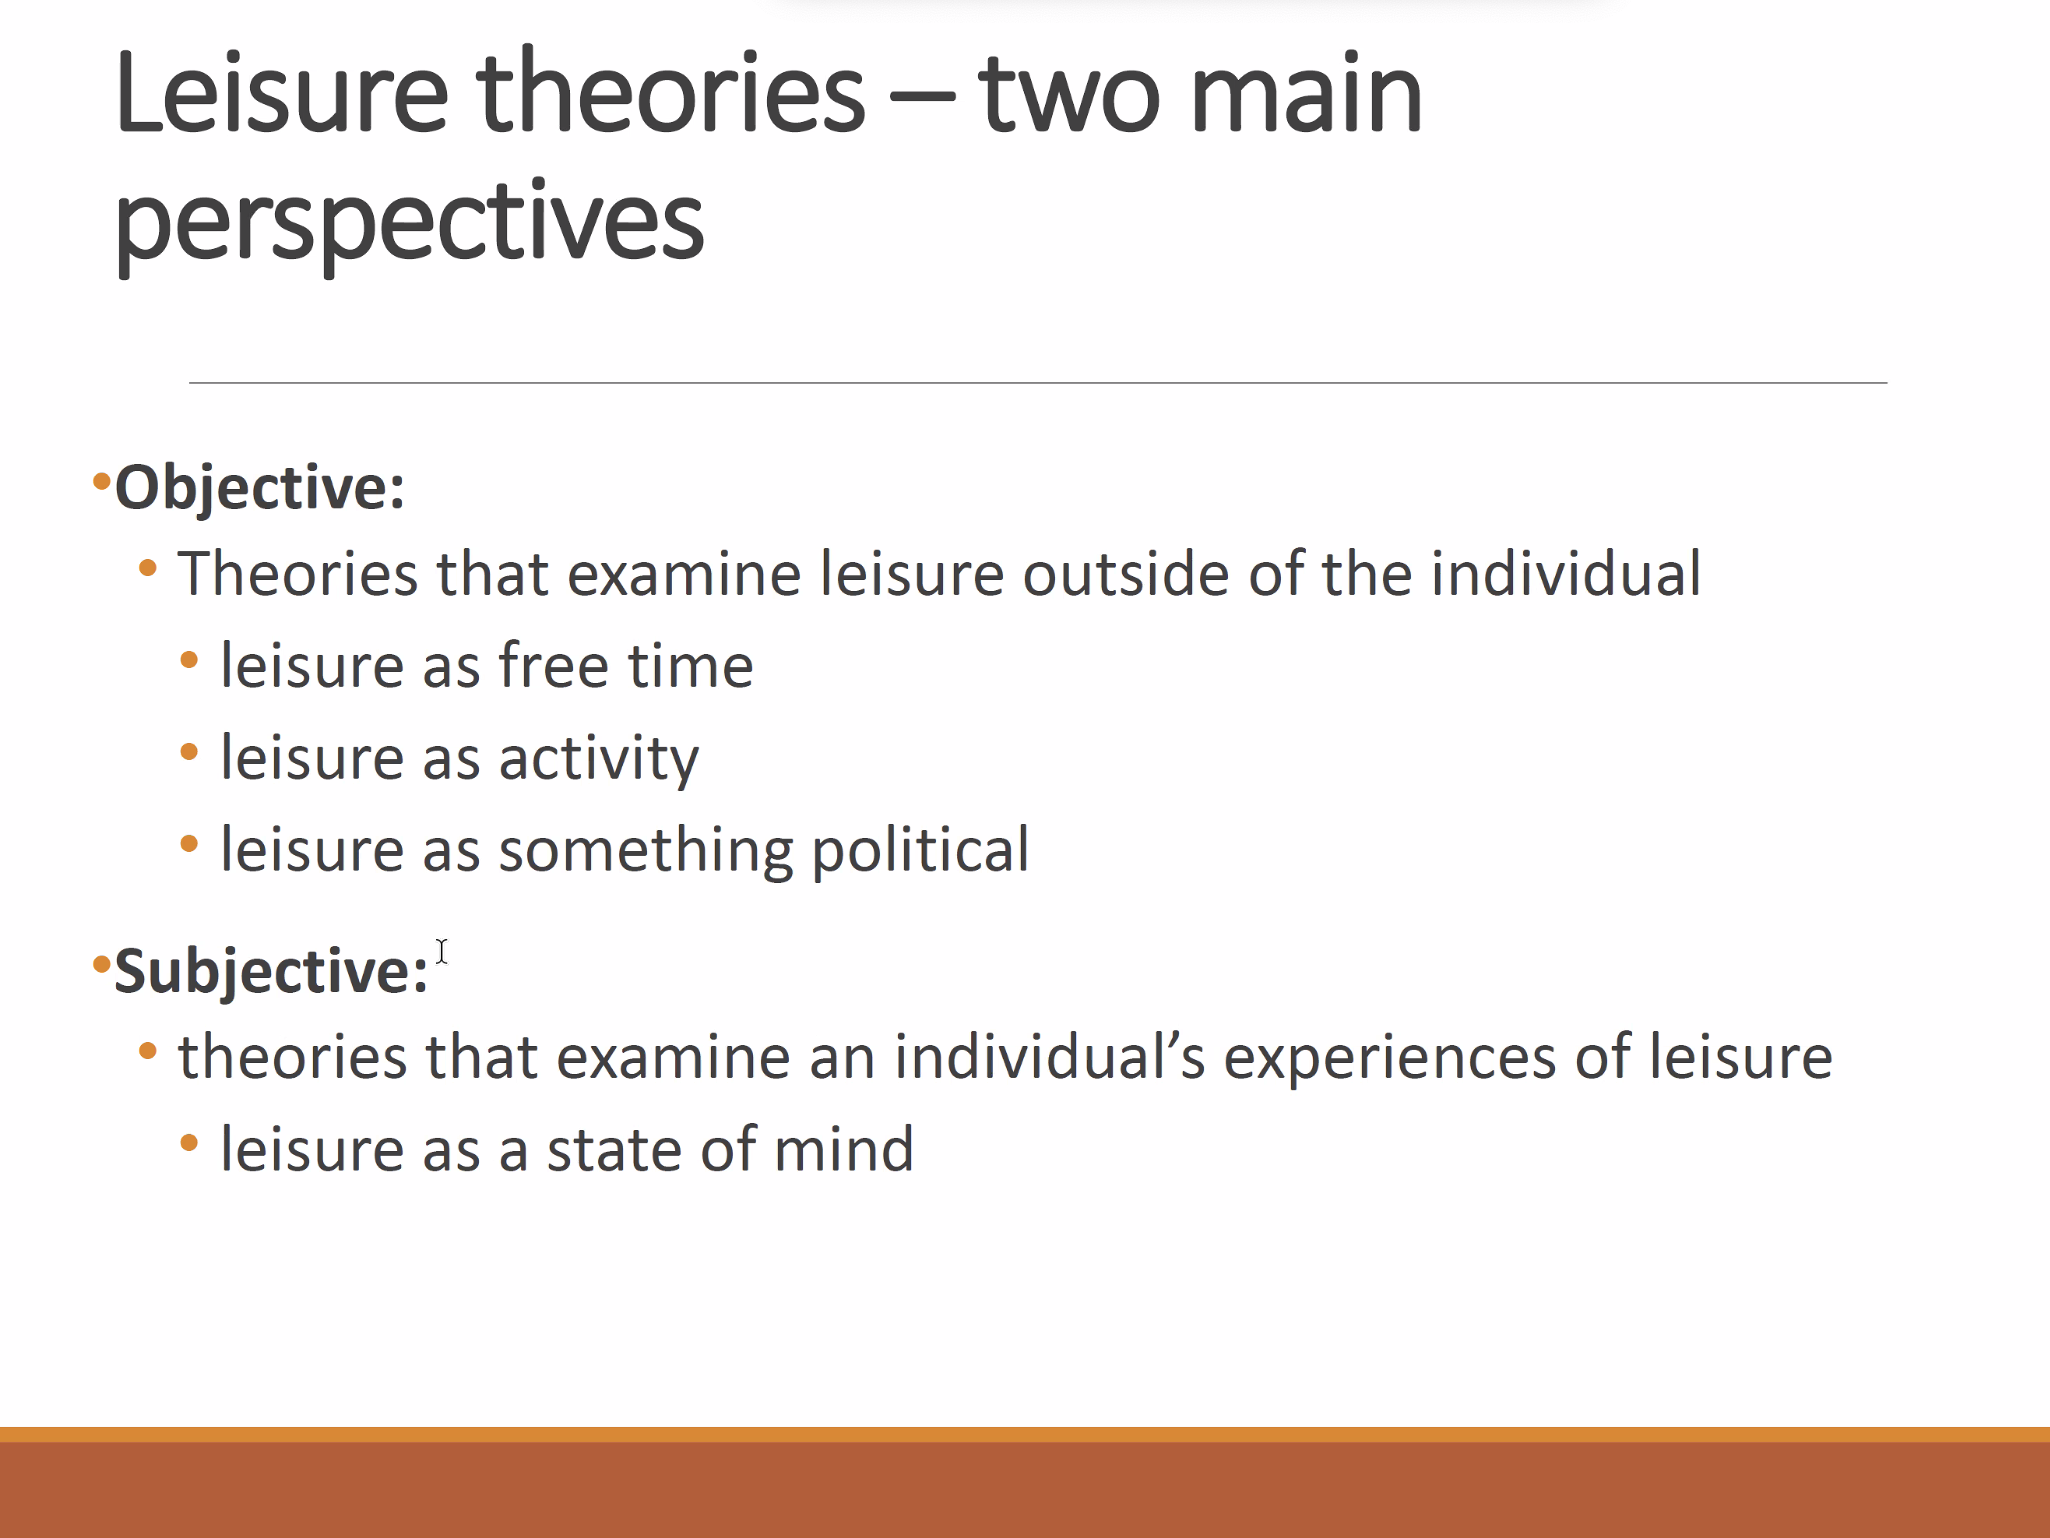 Leisure theories – two main
perspectives
•Objective:
• Theories that examine leisure outside of the individual
• leisure as free time
• leisure as activity
• leisure as something political
•Subjective:
• theories that examine an individual’s experiences of leisure
• leisure as a state of mind